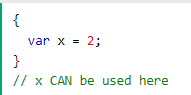 {
  var x = 2;
}
// x CAN be used here